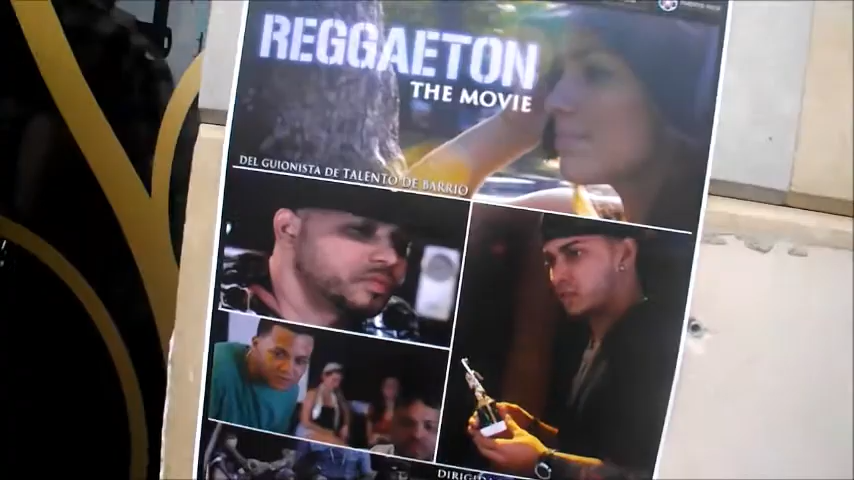 REGGAETON
THE MOVIE
DEL GUIONISTA DE TALENTO DE BARRIO